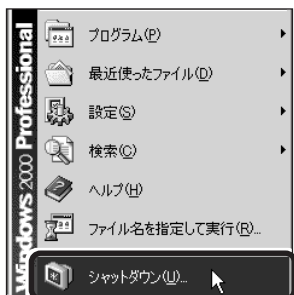 Windows 2000 Professional
プログラム(P)
最近使ったファイル(D)
設定(S)
検索(C)
ヘルプ(H)
ファイル名を指定して実行(R)...
シャットダウン(U)...